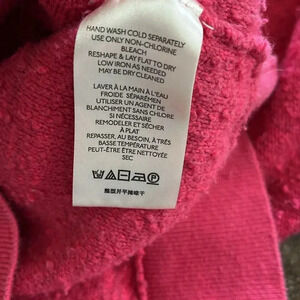 HAND WASH COLD SEPARATELY
USE ONLY NON-CHLORINE
BLEACH
RESHAPE & LAY FLAT TO DRY
LOW IRON AS NEEDED
MAY BE DRY CLEANED
LAVER À LA MAIN À L'EAU
FROIDE SÉPARÉMEN
UTILISER UN AGENT DE
BLANCHIMENT SANS CHLORE
SI NÉCESSAIRE
REMODELER ET SÉCHER
À PLAT
REPASSER, AU BESOIN, À TRÈS
BASSE TEMPÉRATURE
PEUT-ÊTRE ÊTRE NETTOYÉE
SEC